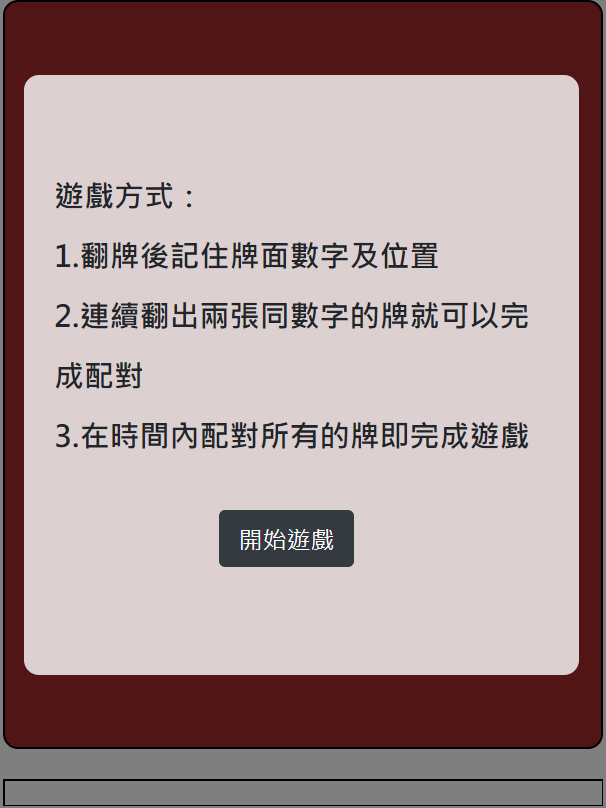 遊戲方式：
1.翻牌後記住牌面數字及位置
2.連續翻出兩張同數字的牌就可以完
成配對
3.在時間內配對所有的牌即完成遊戲
開始遊戲